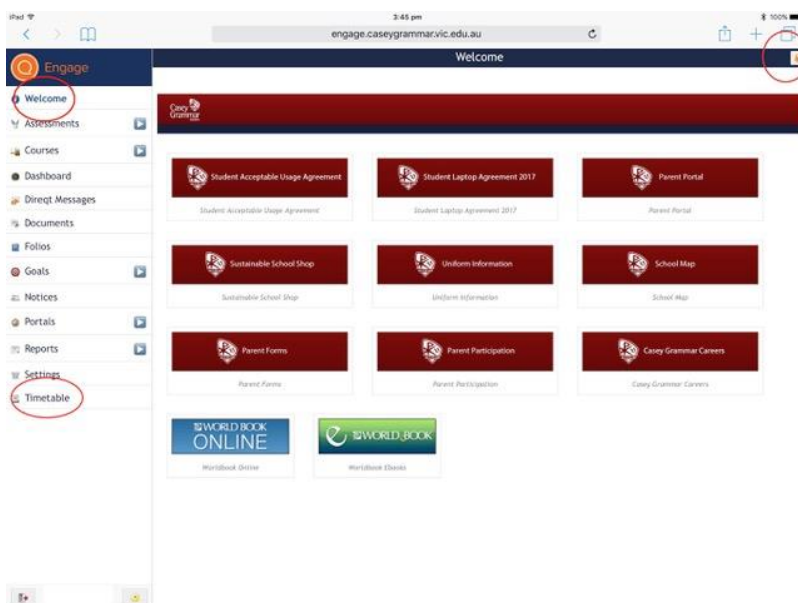 iPad 3:45 pm 100%
engage.caseygrammar.vic.edu.au
Engage
Welcome
Welcome
Assessments
Courses
Dashboard
Direqt Messages
Documents
Folios
Goals
Notices
Portals
Reports
Settings
Timetable
Casey
Grammar
Student Acceptable Usage Agreement
Student Laptop Agreement 2017
Parent Portal
Student Acceptable Usage Agreement
Student Laptop Agreement 2017
Parent Portal
Sustainable School Shop
Uniform Information
School Map
Sustainable School Shop
Uniform Information
School Map
Parent Forms
Parent Participation
Casey Grammar Careers
Parent Forms
Parent Participation
Casey Grammar Careers
WORLD BOOK
ONLINE
WORLD BOOK
Worldbook Online
Worldbook Ebooks